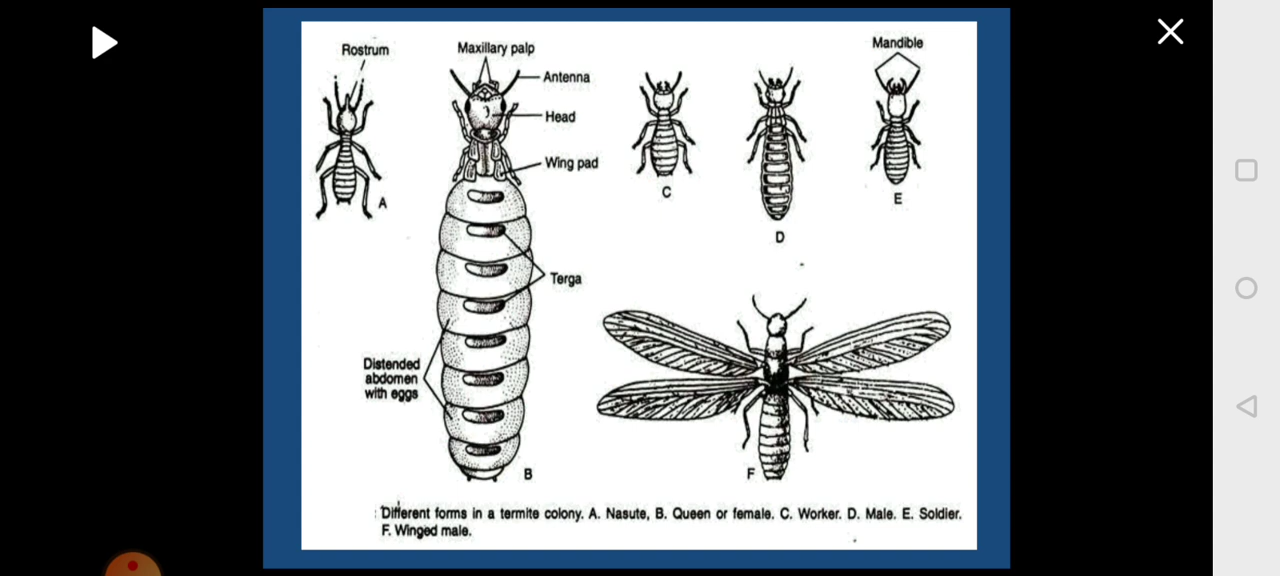 Rostrum
Maxillary palp
Antenna
Head
Wing pad
Mandible
A
C
D
E
Terga
Distended
abdomen
with eggs
B
F
: Different forms in a termite colony. A. Nasute, B. Queen or female. C. Worker. D. Male. E. Soldier.
F. Winged male.